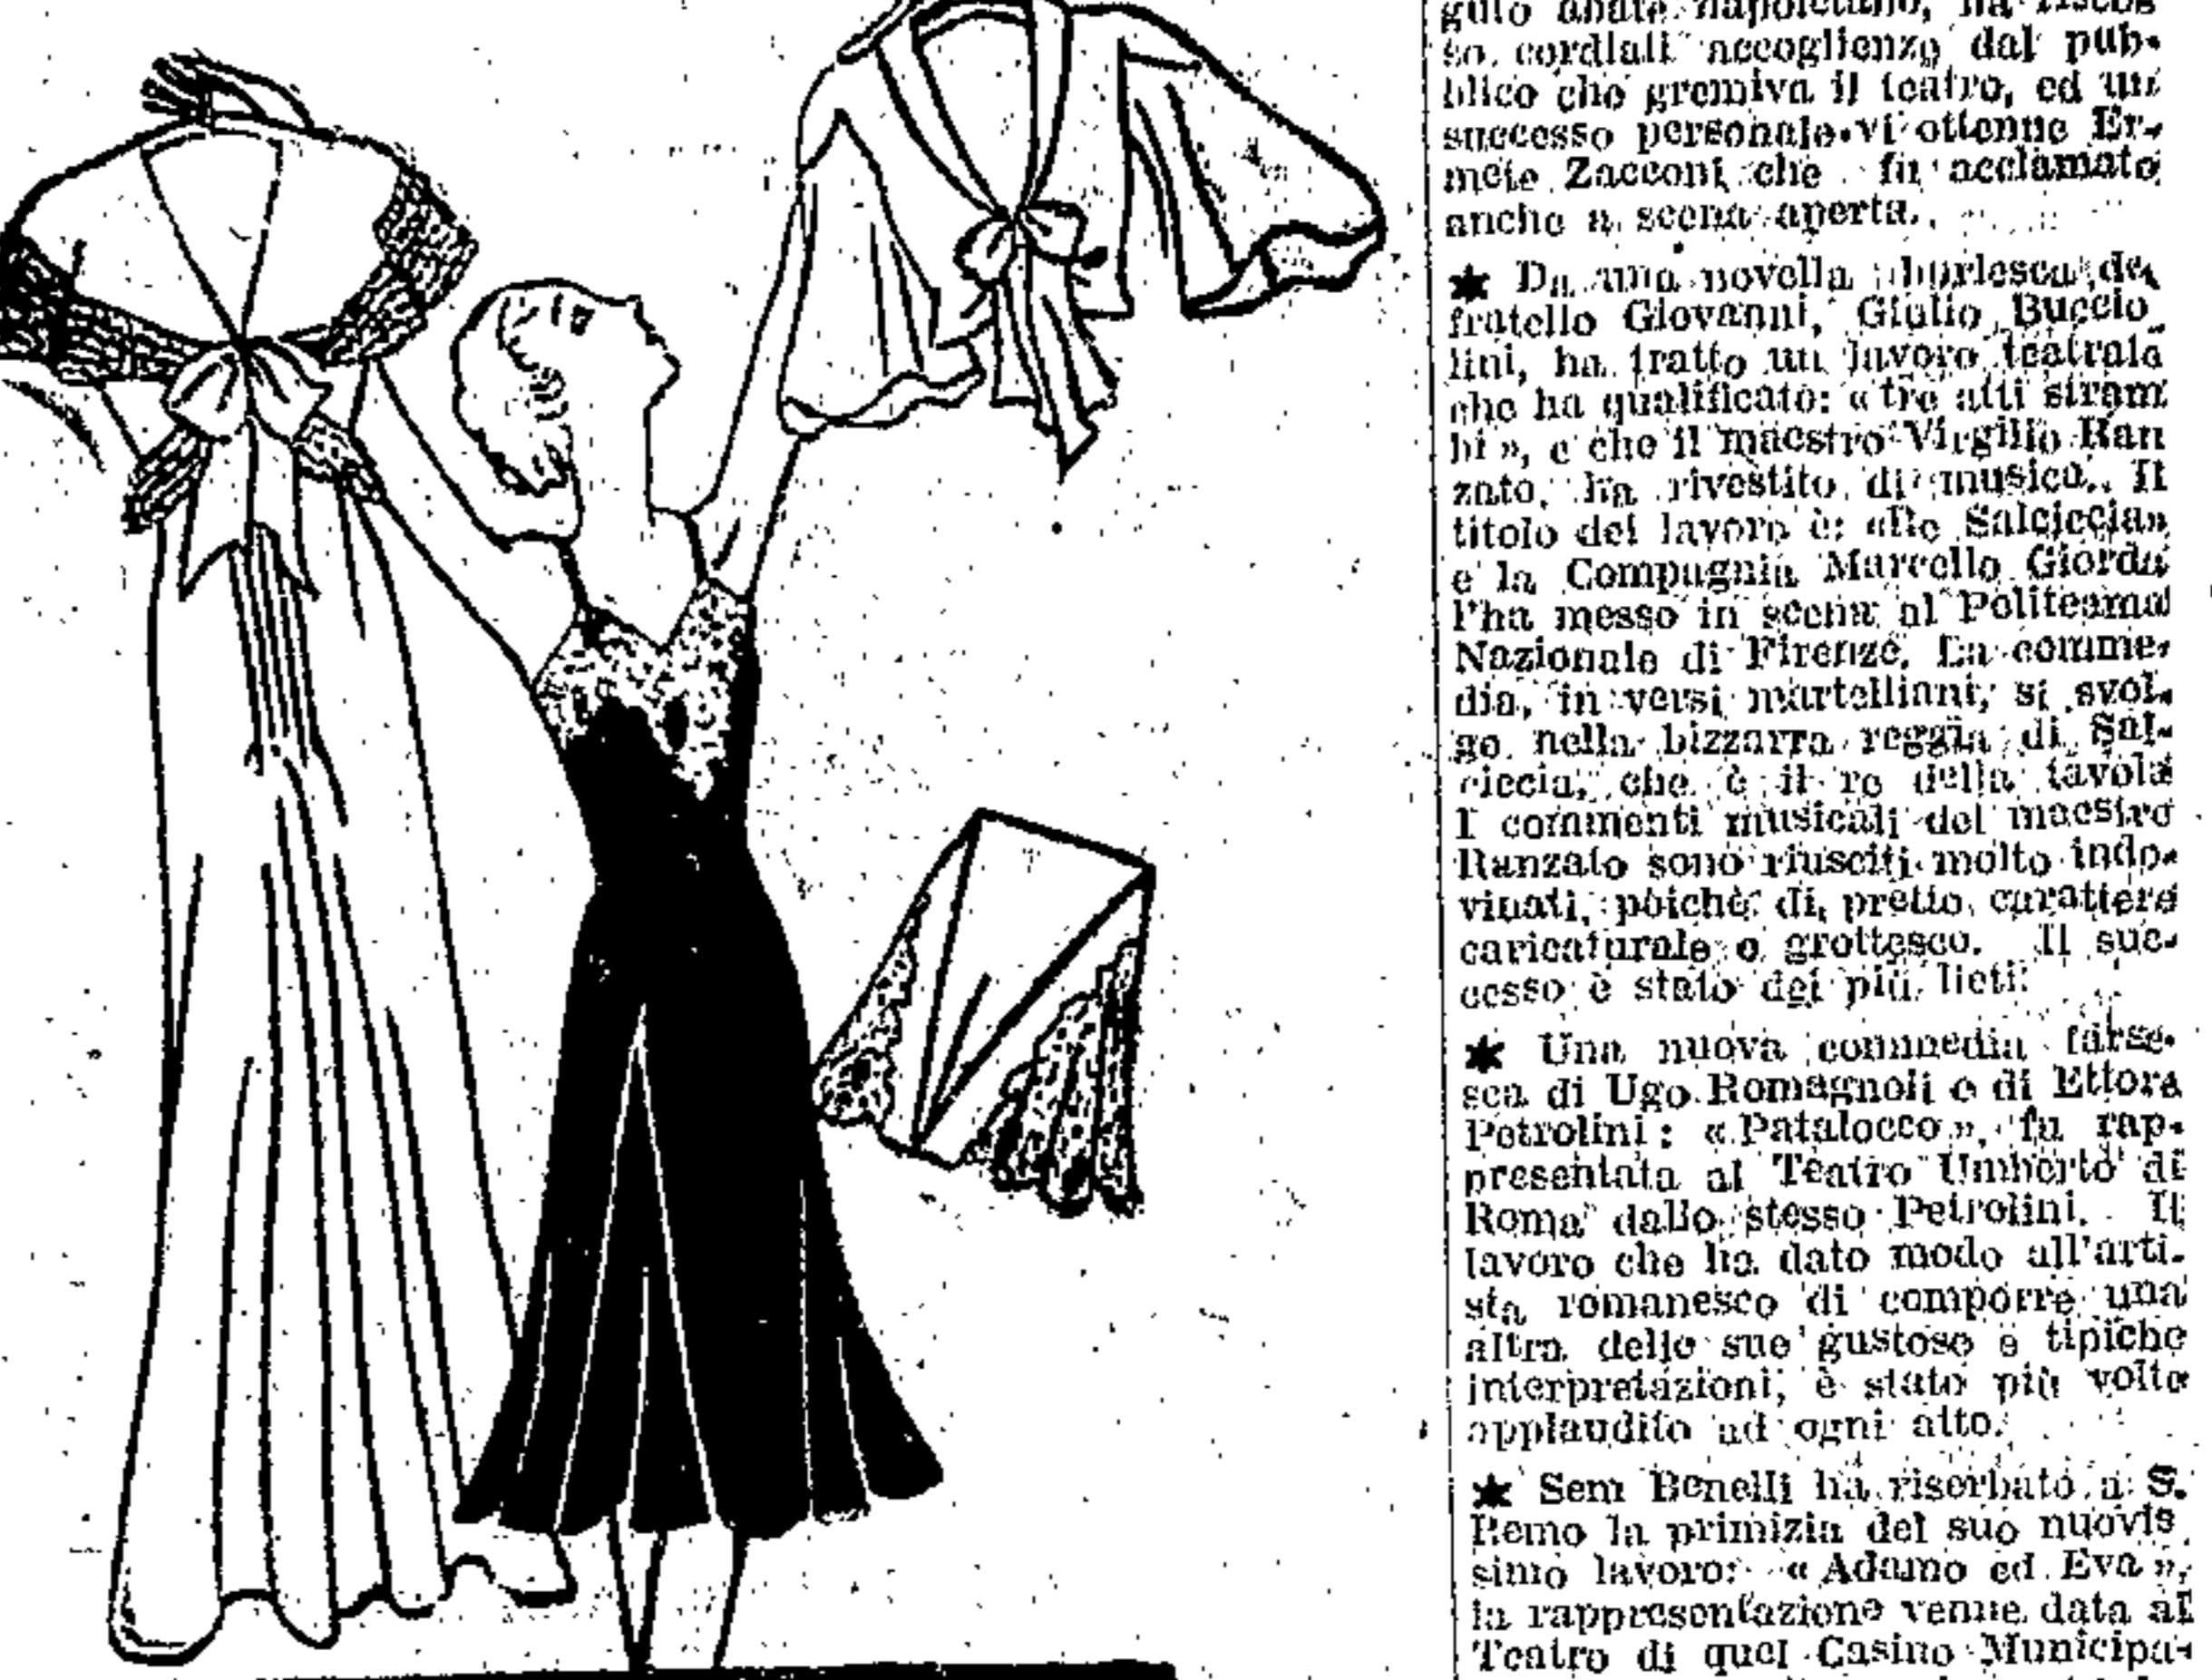 so cordiali accoglienze dal pub-
blico che gremiva il teatro, ed un
successo personale vi ottenne Er-
mete Zacconi che fu acclamato
anche a scena aperta.
★ Da una novella burlesca del
fratello Giovanni, Giulio Buccio
lini, ha tratto un lavoro teatrale
che ha qualificato: « tre atti stram
bi », e che il maestro Virgilio Ran
zato, ha rivestito di musica. Il
titolo del lavoro è: «Re Salciccia»
e la Compagnia Marcello Giorda
l'ha messo in scena al Politeama
Nazionale di Firenze. La comme-
dia, in versi martelliani, si svol-
ge nella bizzarra reggia di Sal-
ciccia, che è il re della tavola
I commenti musicali del maestro
Ranzato sono riusciti molto indo-
vinati, poichè di pretto carattere
caricaturale e grottesco. Il suc-
cesso è stato dei più lieti.
★ Una nuova commedia farse-
sca di Ugo Romagnoli e di Ettore
Petrolini: « Patalocco », fu rap-
presentata al Teatro Umberto di
Roma dallo stesso Petrolini. Il
lavoro che ha dato modo all'arti-
sta romanesco di comporre una
altra delle sue gustose e tipiche
interpretazioni, è stato più volte
applaudito ad ogni atto.
★ Sem Benelli ha riserbato a S.
Remo la primizia del suo nuovis
simo lavoro: « Adamo ed Eva »,
la rappresentazione venne data al
Teatro di quel Casino Municipa-